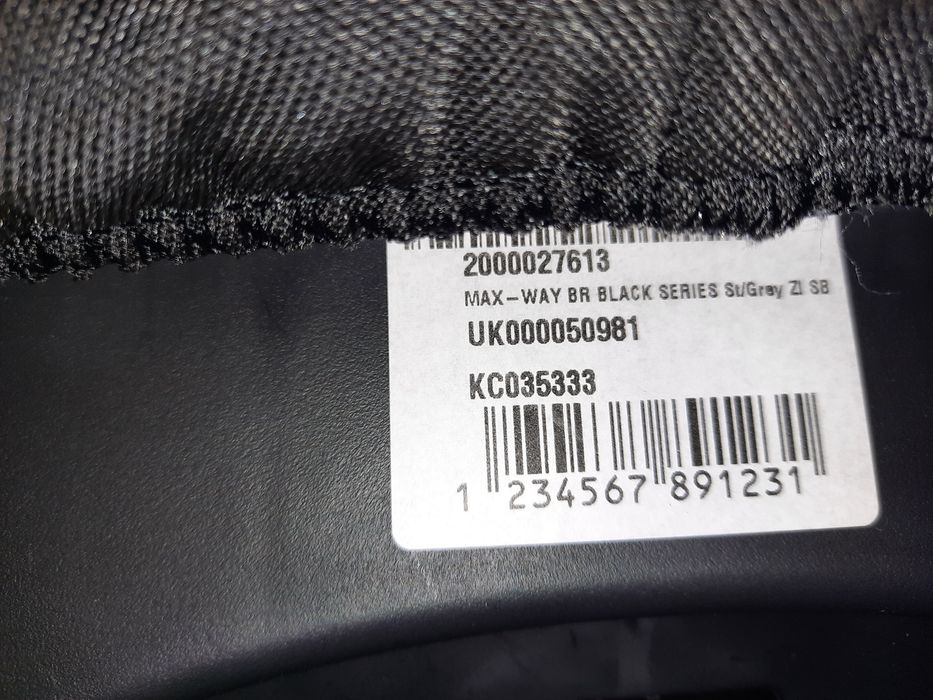 2000027613
MAX-WAY BR BLACK SERIES St/Grey ZI SB
UK000050981
KC035333
1 234567 891231